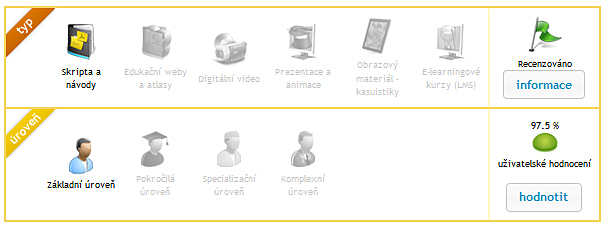 typ
Skripta a
návody
Edukační weby
a atlasy
Digitální video
Prezentace a
animace
Obrazový
materiál -
kasuistiky
E-learningové
kurzy (LMS)
Recenzováno
informace
úroveň
Základní úroveň
Pokročilá
úroveň
Specializační
úroveň
Komplexní
úroveň
97.5 %
uživatelské hodnocení
hodnotit